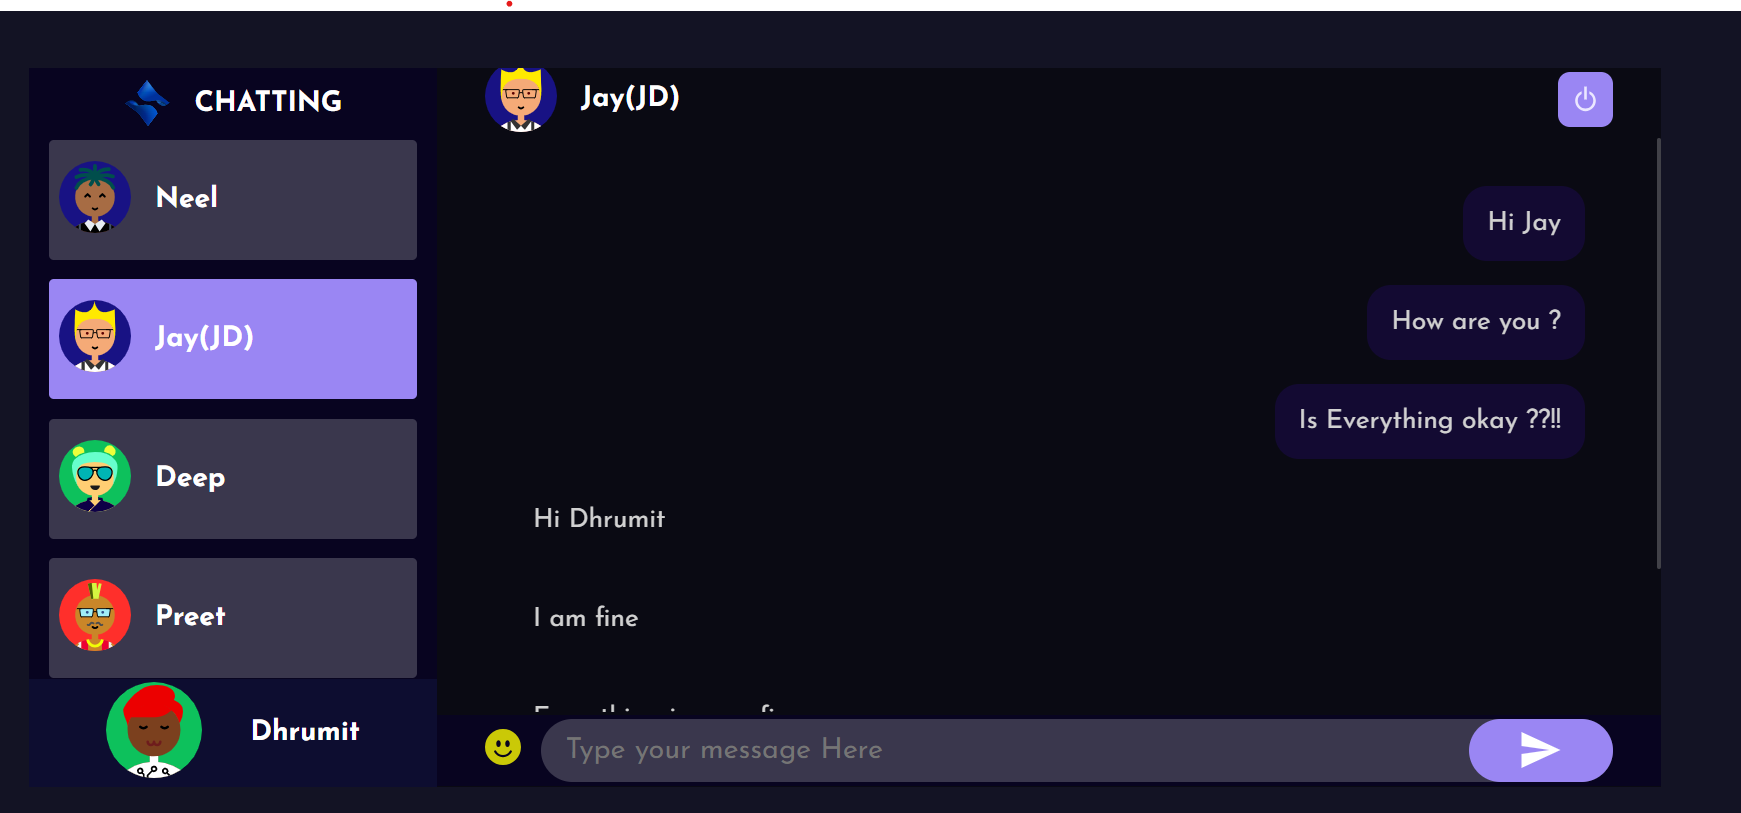 CHATTING
Neel
Jay(JD)
Deep
Preet
Dhrumit
Jay(JD)
Hi Jay
How are you ?
Is Everything okay ??!!
Hi Dhrumit
I am fine
Type your message Here